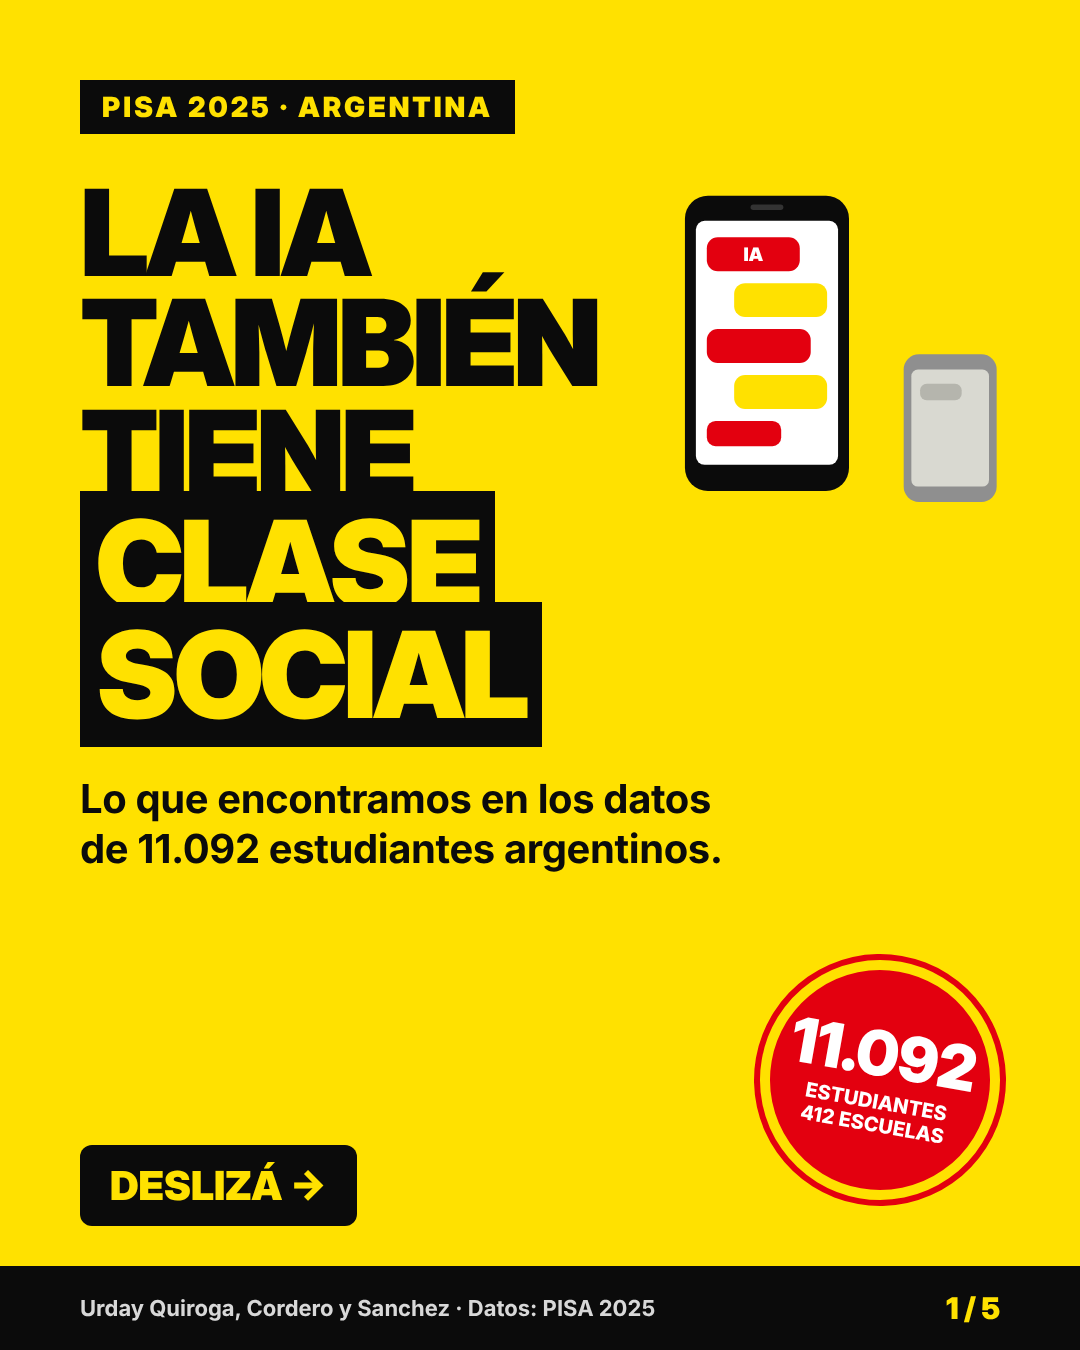 PISA 2025 · ARGENTINA
LA IA
TAMBIÉN
TIENE
CLASE
SOCIAL
IA
Lo que encontramos en los datos
de 11.092 estudiantes argentinos.
11.092
ESTUDIANTES
412 ESCUELAS
DESLIZÁ →
Urday Quiroga, Cordero y Sanchez · Datos: PISA 2025
1/5